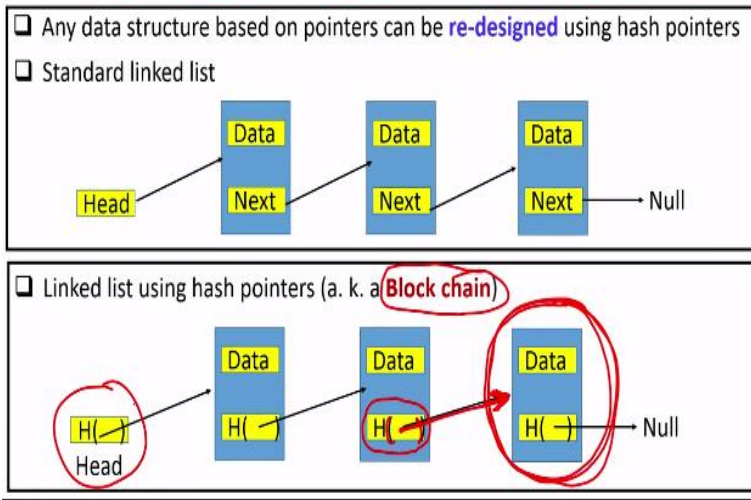 ❑ Any data structure based on pointers can be re-designed using hash pointers
❑ Standard linked list
Data Data Data
Head Next Next Next Null
❑ Linked list using hash pointers (a. k. a Block chain)
Data Data Data
H( ) H( ) H( ) H( ) Null
Head